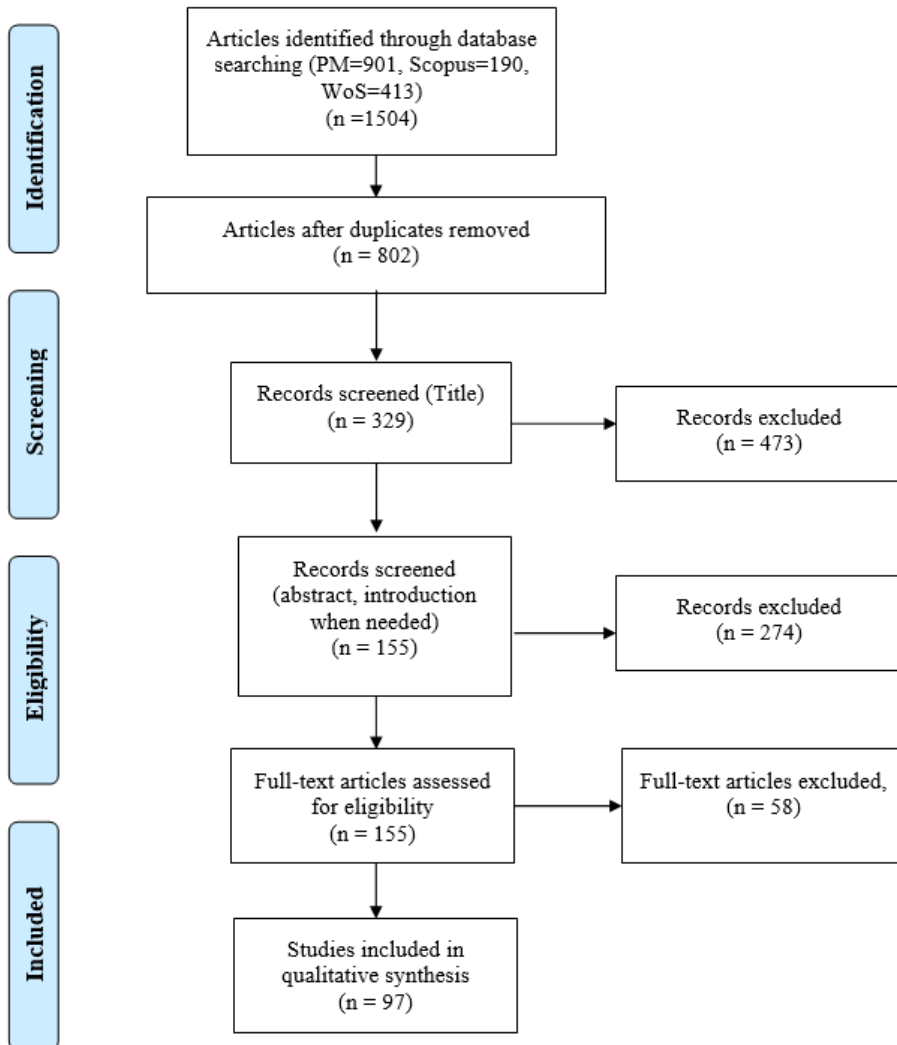 Identification
Articles identified through database
searching (PM=901, Scopus=190,
WoS=413)
(n =1504)
Articles after duplicates removed
(n = 802)
Screening
Records screened (Title)
(n = 329)
Records excluded
(n = 473)
Eligibility
Records screened
(abstract, introduction
when needed)
(n = 155)
Records excluded
(n = 274)
Full-text articles assessed
for eligibility
(n = 155)
Full-text articles excluded,
(n = 58)
Included
Studies included in
qualitative synthesis
(n = 97)